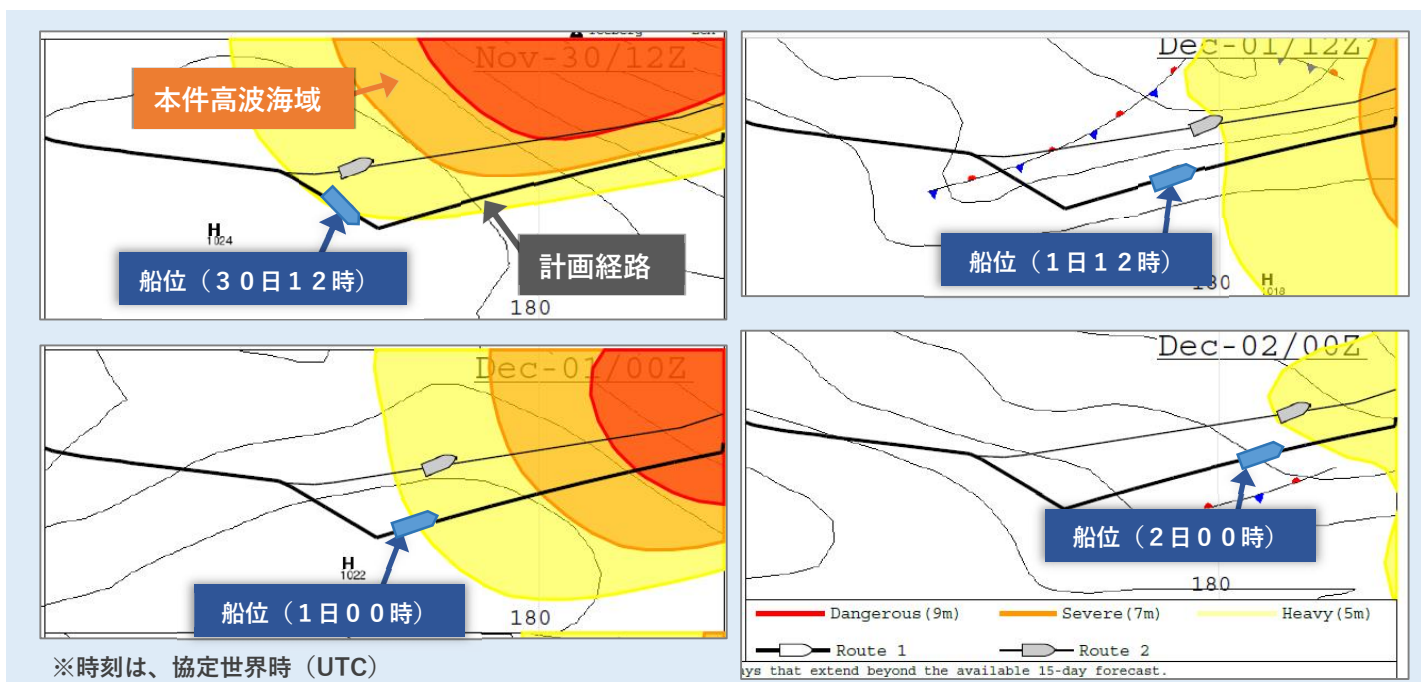 Nov-30/12Z
本件高波海域
H
1024
計画経路
船位（３０日１２時）
180
Dec-01/12Z
船位（１日１２時）
180
H
1018
Dec-01/00Z
H
1022
船位（１日００時）
180
※時刻は、協定世界時（UTC）
Dec-02/00Z
船位（２日００時）
180
Dangerous(9m) Severe(7m) Heavy(5m)
Route 1 Route 2
that extend beyond the available 15-day forecast.